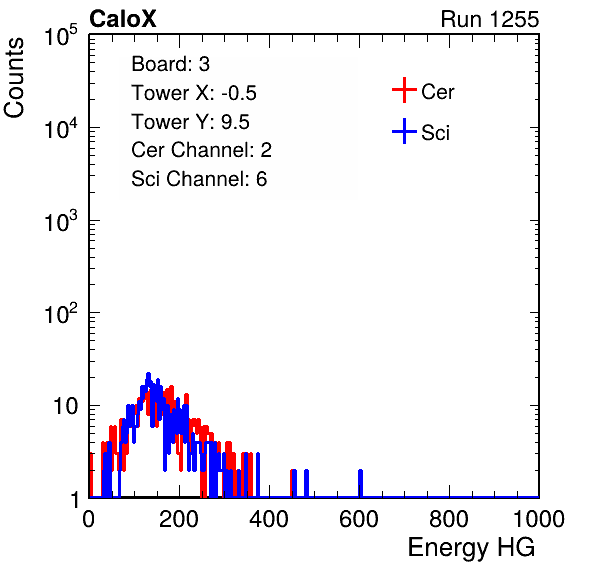 CaloX Run 1255
Counts
10^5
10^4
10^3
10^2
10
1
Board: 3
Tower X: -0.5
Tower Y: 9.5
Cer Channel: 2
Sci Channel: 6
Cer
Sci
0 200 400 600 800 1000
Energy HG